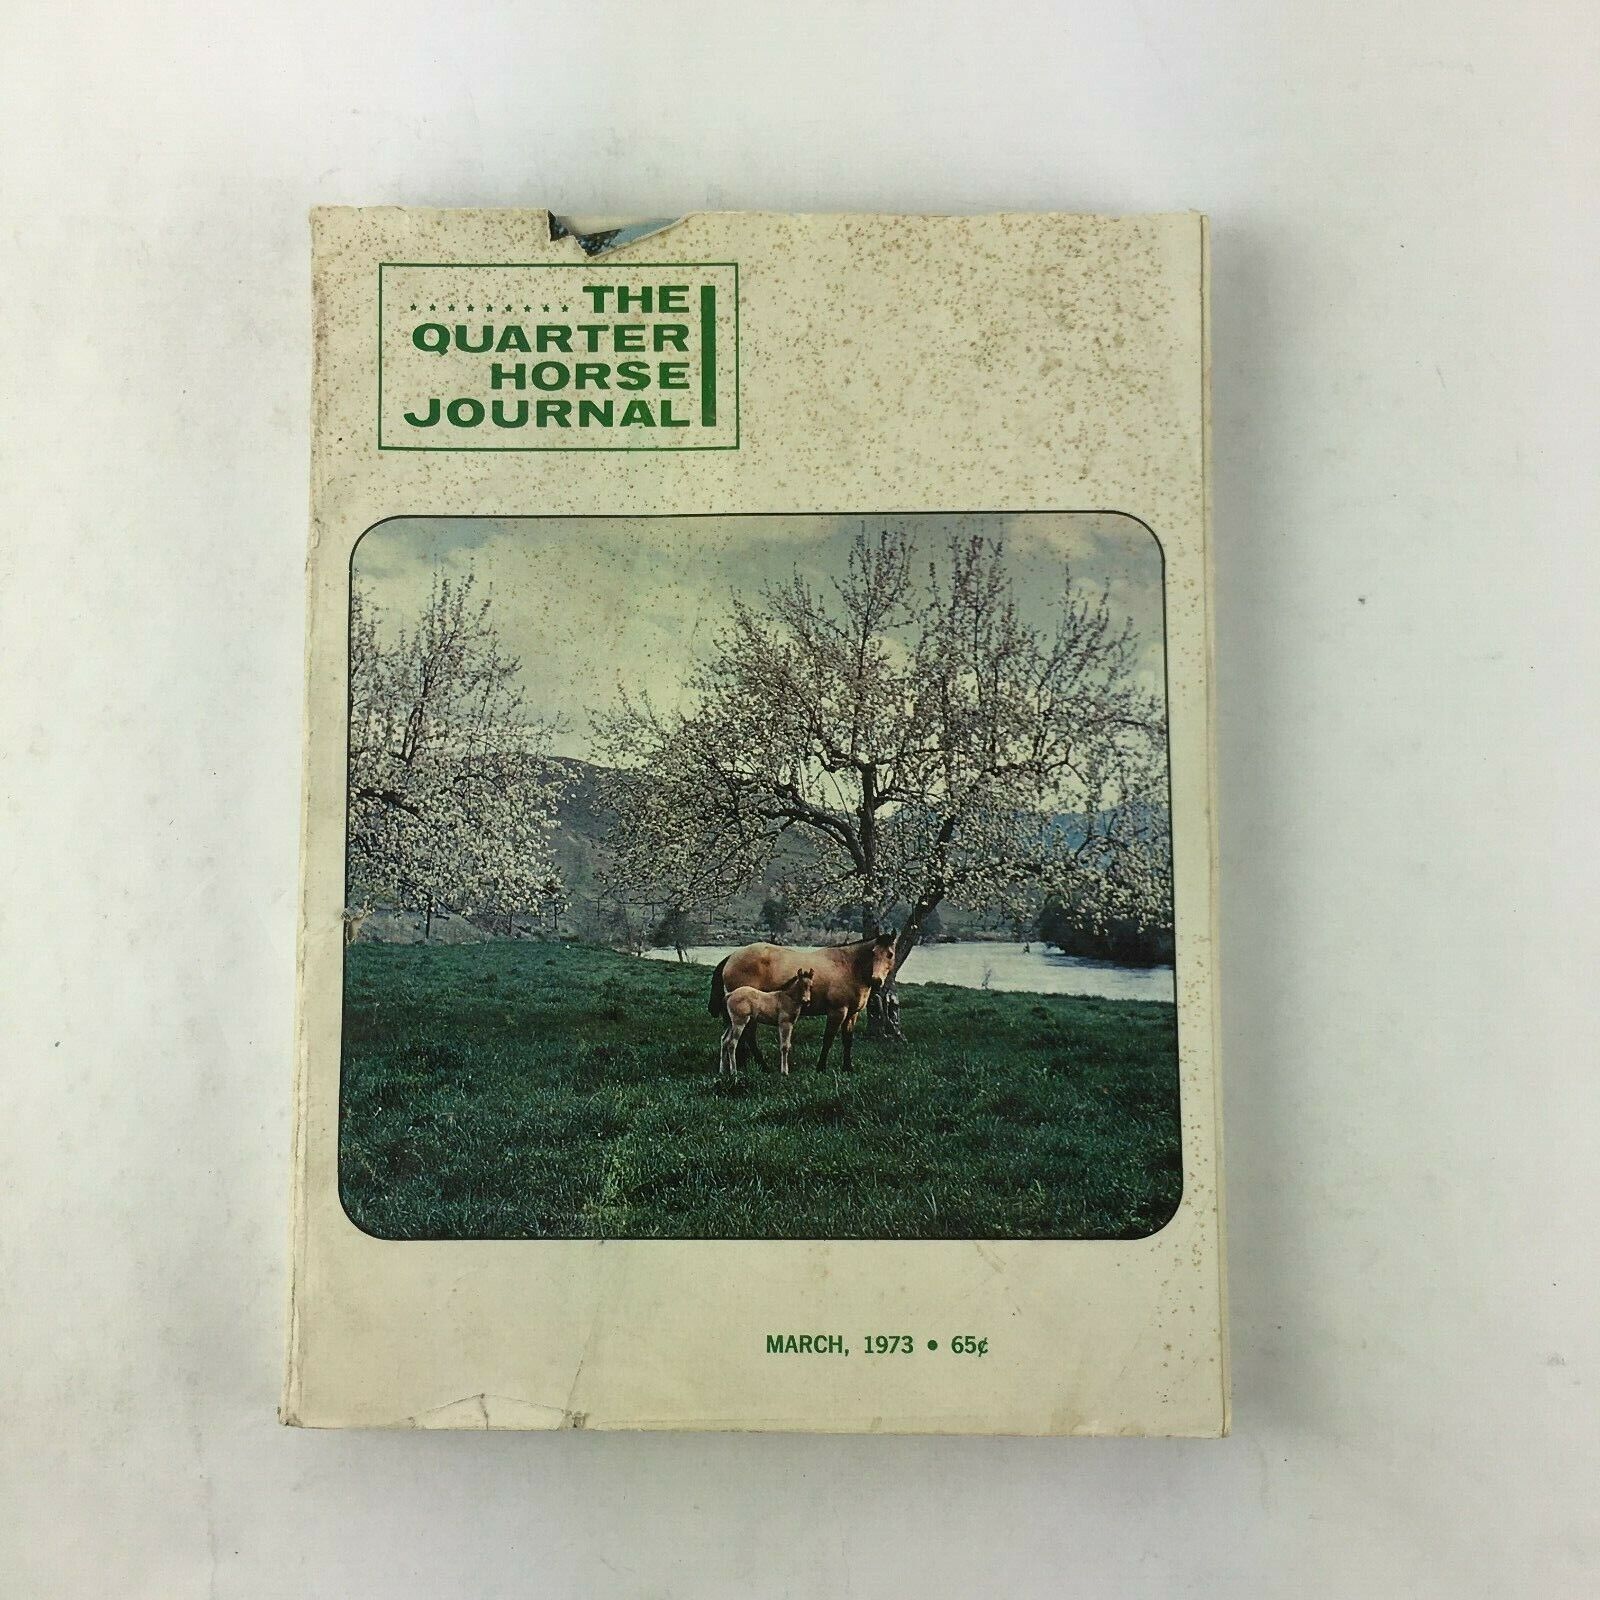 THE
QUARTER
HORSE
JOURNAL
MARCH, 1973 • 65¢